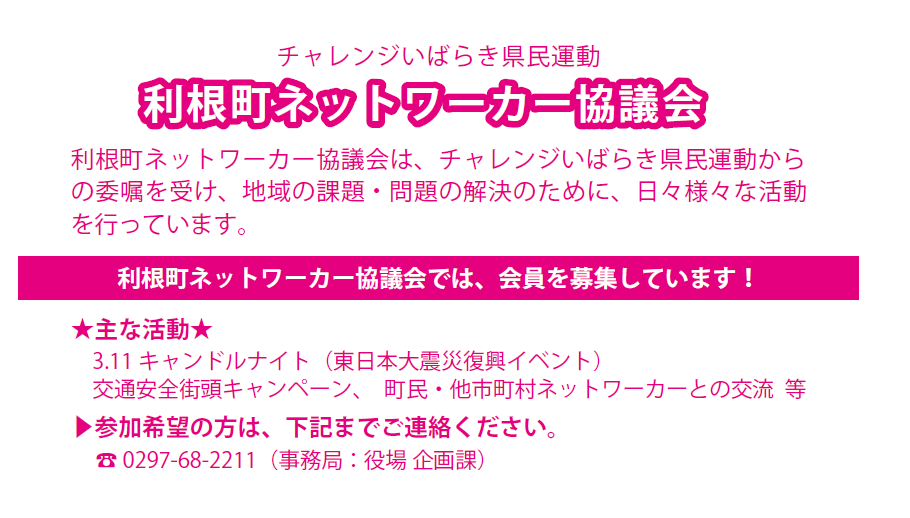 チャレンジいばらき県民運動
利根町ネットワーカー協議会
利根町ネットワーカー協議会は、チャレンジいばらき県民運動から
の委嘱を受け、地域の課題・問題の解決のために、日々様々な活動
を行っています。
利根町ネットワーカー協議会では、会員を募集しています！
★主な活動★
3.11 キャンドルナイト（東日本大震災復興イベント）
交通安全街頭キャンペーン、 町民・他市町村ネットワーカーとの交流 等
▶参加希望の方は、下記までご連絡ください。
☎ 0297-68-2211（事務局：役場 企画課）